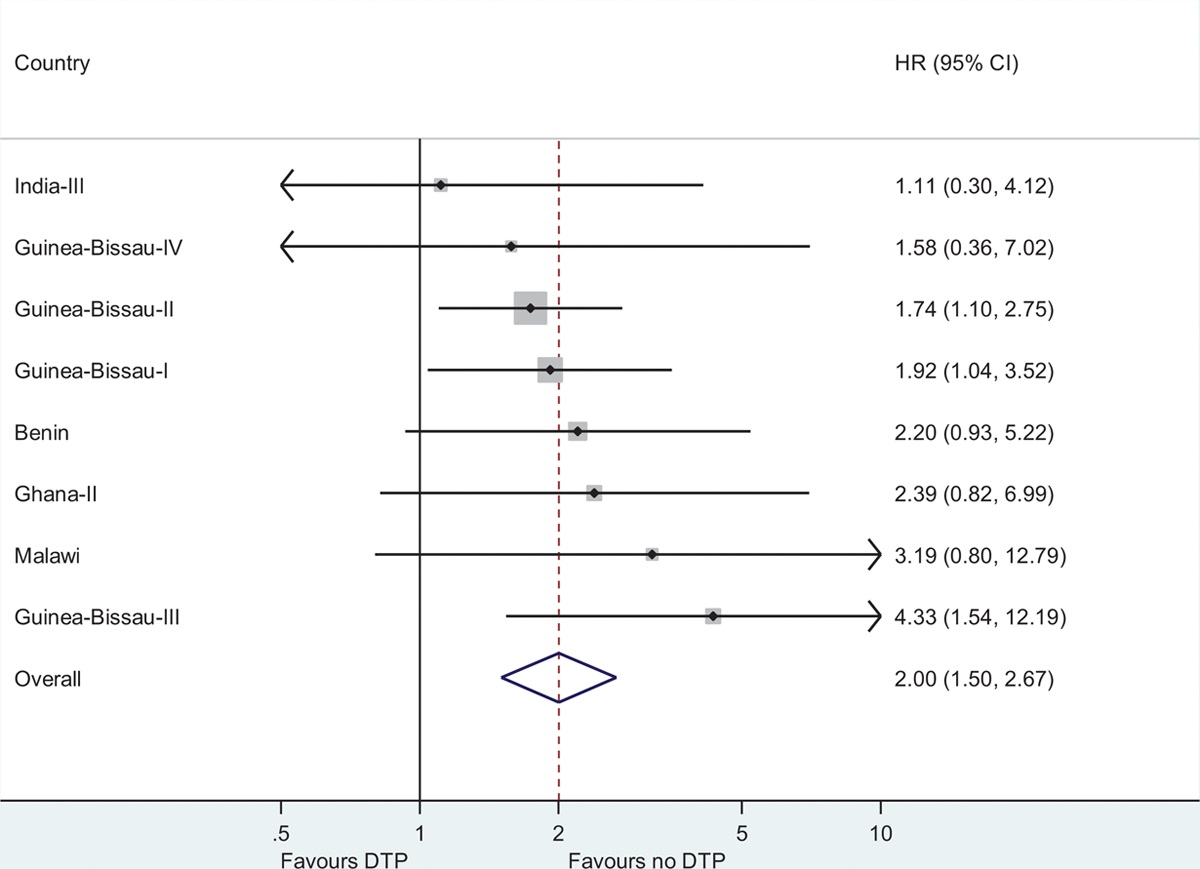 Country HR (95% CI)
India-III 1.11 (0.30, 4.12)
Guinea-Bissau-IV 1.58 (0.36, 7.02)
Guinea-Bissau-II 1.74 (1.10, 2.75)
Guinea-Bissau-I 1.92 (1.04, 3.52)
Benin 2.20 (0.93, 5.22)
Ghana-II 2.39 (0.82, 6.99)
Malawi 3.19 (0.80, 12.79)
Guinea-Bissau-III 4.33 (1.54, 12.19)
Overall 2.00 (1.50, 2.67)
.5 1 2 5 10
Favours DTP Favours no DTP